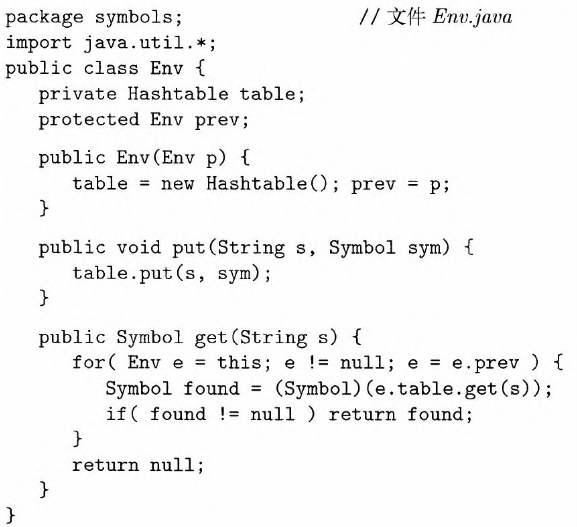 package symbols; // 文件 Env.java
import java.util.*;
public class Env {
private Hashtable table;
protected Env prev;
public Env(Env p) {
table = new Hashtable(); prev = p;
}
public void put(String s, Symbol sym) {
table.put(s, sym);
}
public Symbol get(String s) {
for( Env e = this; e != null; e = e.prev ) {
Symbol found = (Symbol)(e.table.get(s));
if( found != null ) return found;
}
return null;
}
}